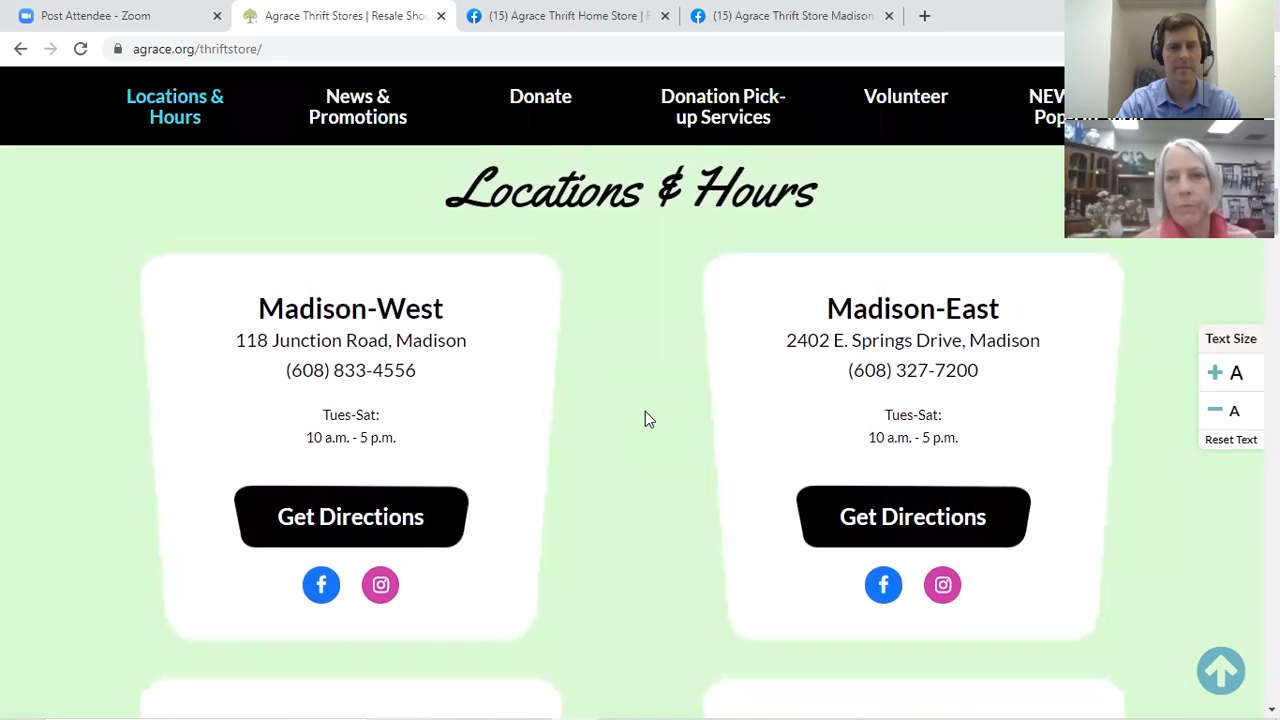 Post Attendee - Zoom
Agrace Thrift Stores | Resale Sho
(15) Agrace Thrift Home Store |
(15) Agrace Thrift Store Madison
agrace.org/thriftstore/
Locations & Hours
News & Promotions
Donate
Donation Pick-up Services
Volunteer
Locations & Hours
Madison-West
118 Junction Road, Madison
(608) 833-4556
Tues-Sat:
10 a.m. - 5 p.m.
Get Directions
Madison-East
2402 E. Springs Drive, Madison
(608) 327-7200
Tues-Sat:
10 a.m. - 5 p.m.
Get Directions
Text Size
+ A
− A
Reset Text